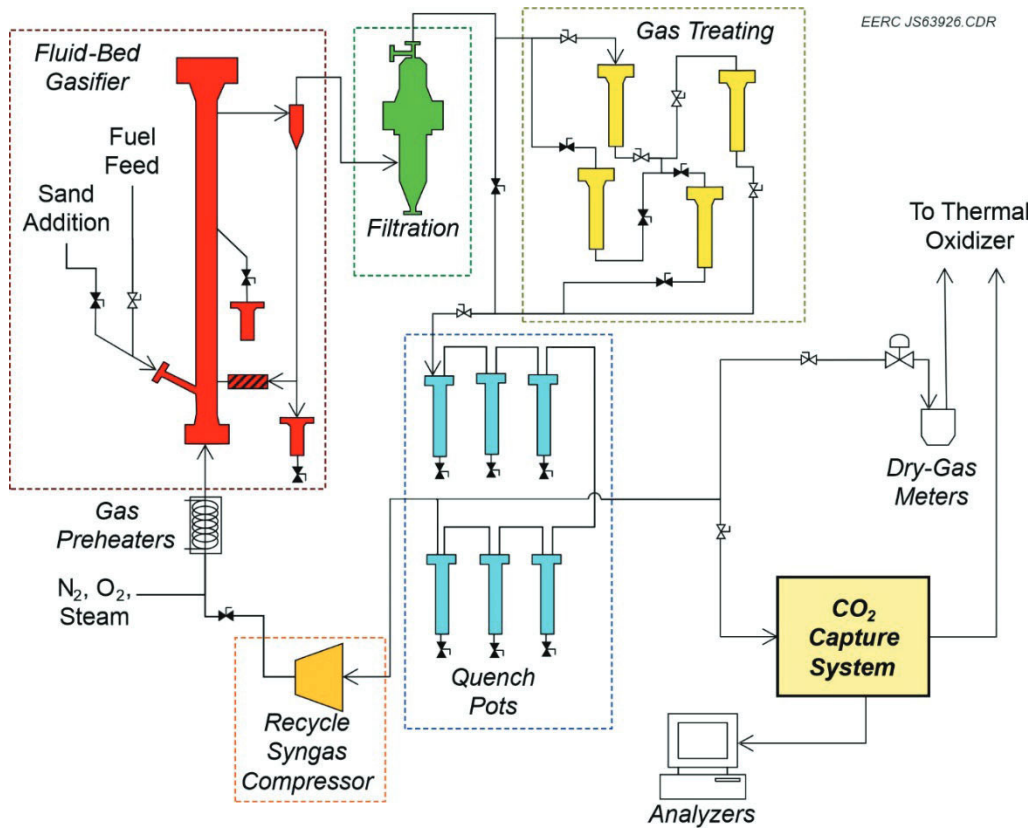 EERC JS63926.CDR
Fluid-Bed
Gasifier
Gas Treating
Fuel
Feed
Sand
Addition
Filtration
To Thermal
Oxidizer
Dry-Gas
Meters
Gas
Preheaters
N₂, O₂,
Steam
CO₂
Capture
System
Quench
Pots
Recycle
Syngas
Compressor
Analyzers